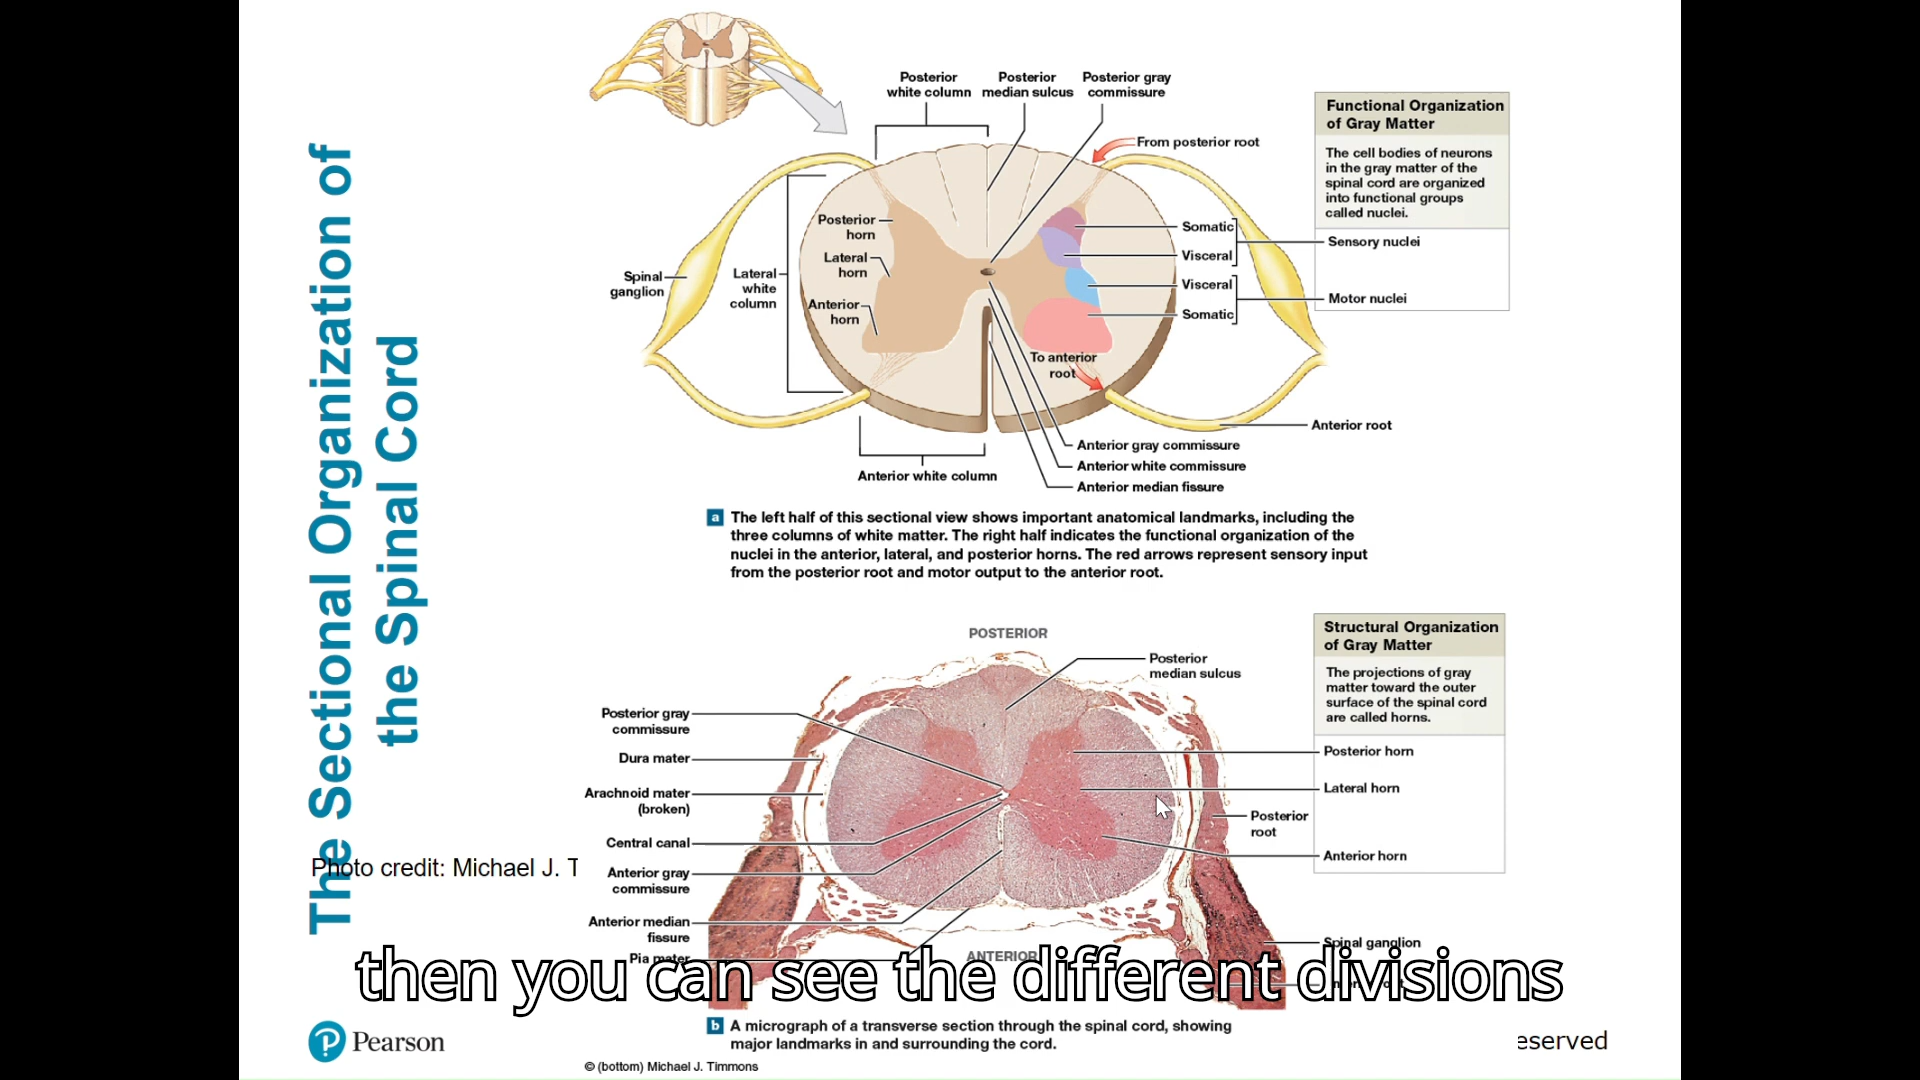 The Sectional Organization of
the Spinal Cord
Posterior
white column
Posterior
median sulcus
Posterior gray
commissure
From posterior root
Posterior
horn
Lateral
horn
Anterior
horn
Spinal
ganglion
Lateral
white
column
Somatic
Visceral
Visceral
Somatic
To anterior
root
Anterior root
Anterior gray commissure
Anterior white commissure
Anterior median fissure
Anterior white column
Functional Organization
of Gray Matter
The cell bodies of neurons
in the gray matter of the
spinal cord are organized
into functional groups
called nuclei.
Sensory nuclei
Motor nuclei
a The left half of this sectional view shows important anatomical landmarks, including the
three columns of white matter. The right half indicates the functional organization of the
nuclei in the anterior, lateral, and posterior horns. The red arrows represent sensory input
from the posterior root and motor output to the anterior root.
POSTERIOR
Posterior
median sulcus
Posterior gray
commissure
Dura mater
Arachnoid mater
(broken)
Central canal
Anterior gray
commissure
Anterior median
fissure
Pia mater
ANTERIOR
Structural Organization
of Gray Matter
The projections of gray
matter toward the outer
surface of the spinal cord
are called horns.
Posterior horn
Lateral horn
Posterior
root
Anterior horn
Spinal ganglion
Photo credit: Michael J. T
then you can see the different divisions
b A micrograph of a transverse section through the spinal cord, showing
major landmarks in and surrounding the cord.
© (bottom) Michael J. Timmons
P Pearson
eserved